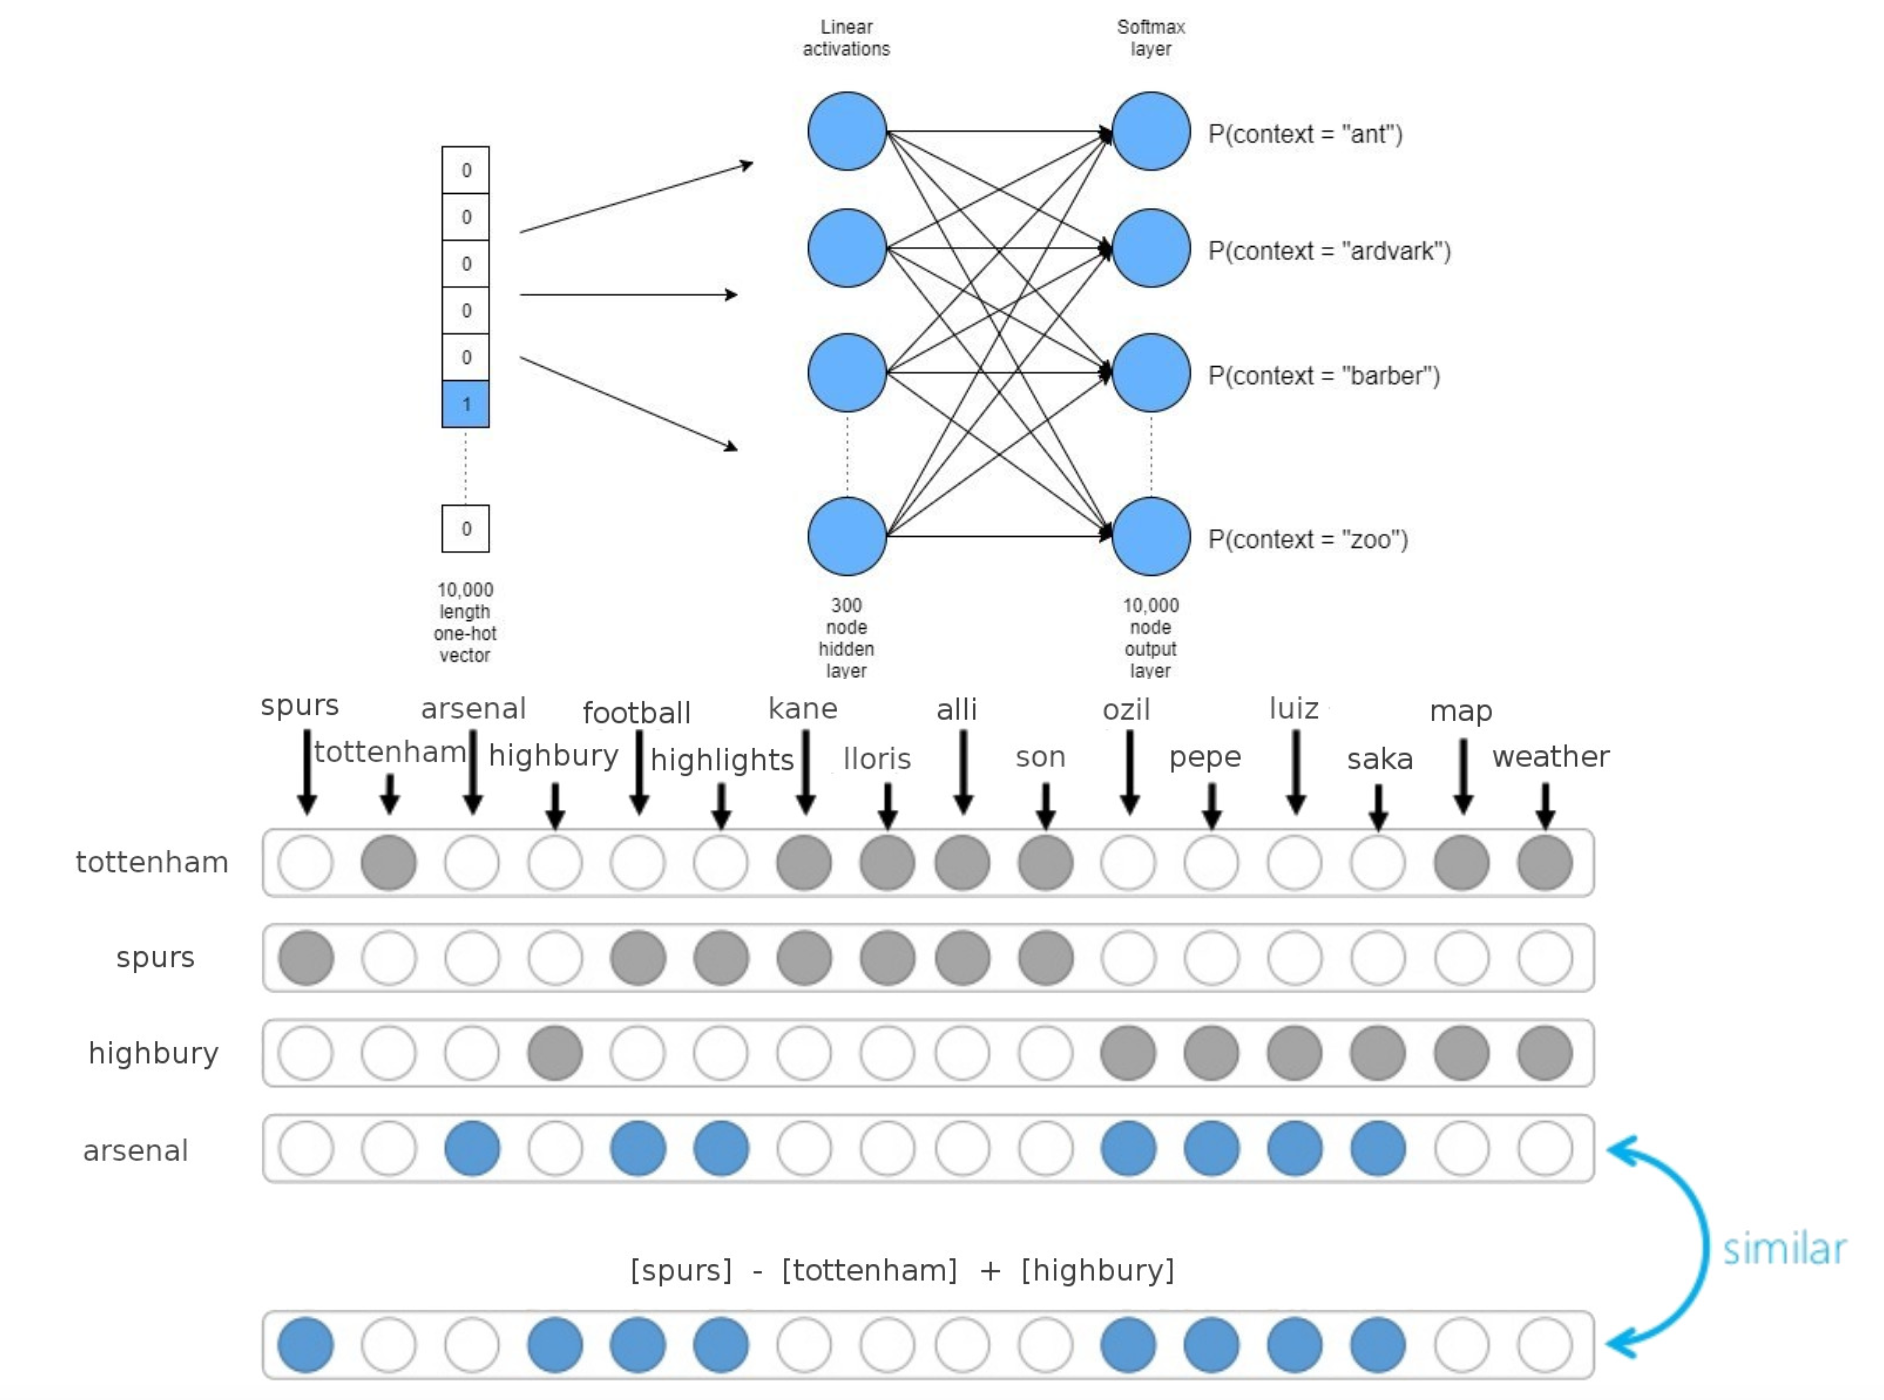 Linear
activations
Softmax
layer
0
0
0
0
0
1
0
10,000
length
one-hot
vector
P(context = "ant")
P(context = "ardvark")
P(context = "barber")
P(context = "zoo")
300
node
hidden
layer
10,000
node
output
layer
spurs
arsenal
football
kane
alli
ozil
luiz
map
tottenham
highbury
highlights
lloris
son
pepe
saka
weather
tottenham
spurs
highbury
arsenal
[spurs] - [tottenham] + [highbury]
similar